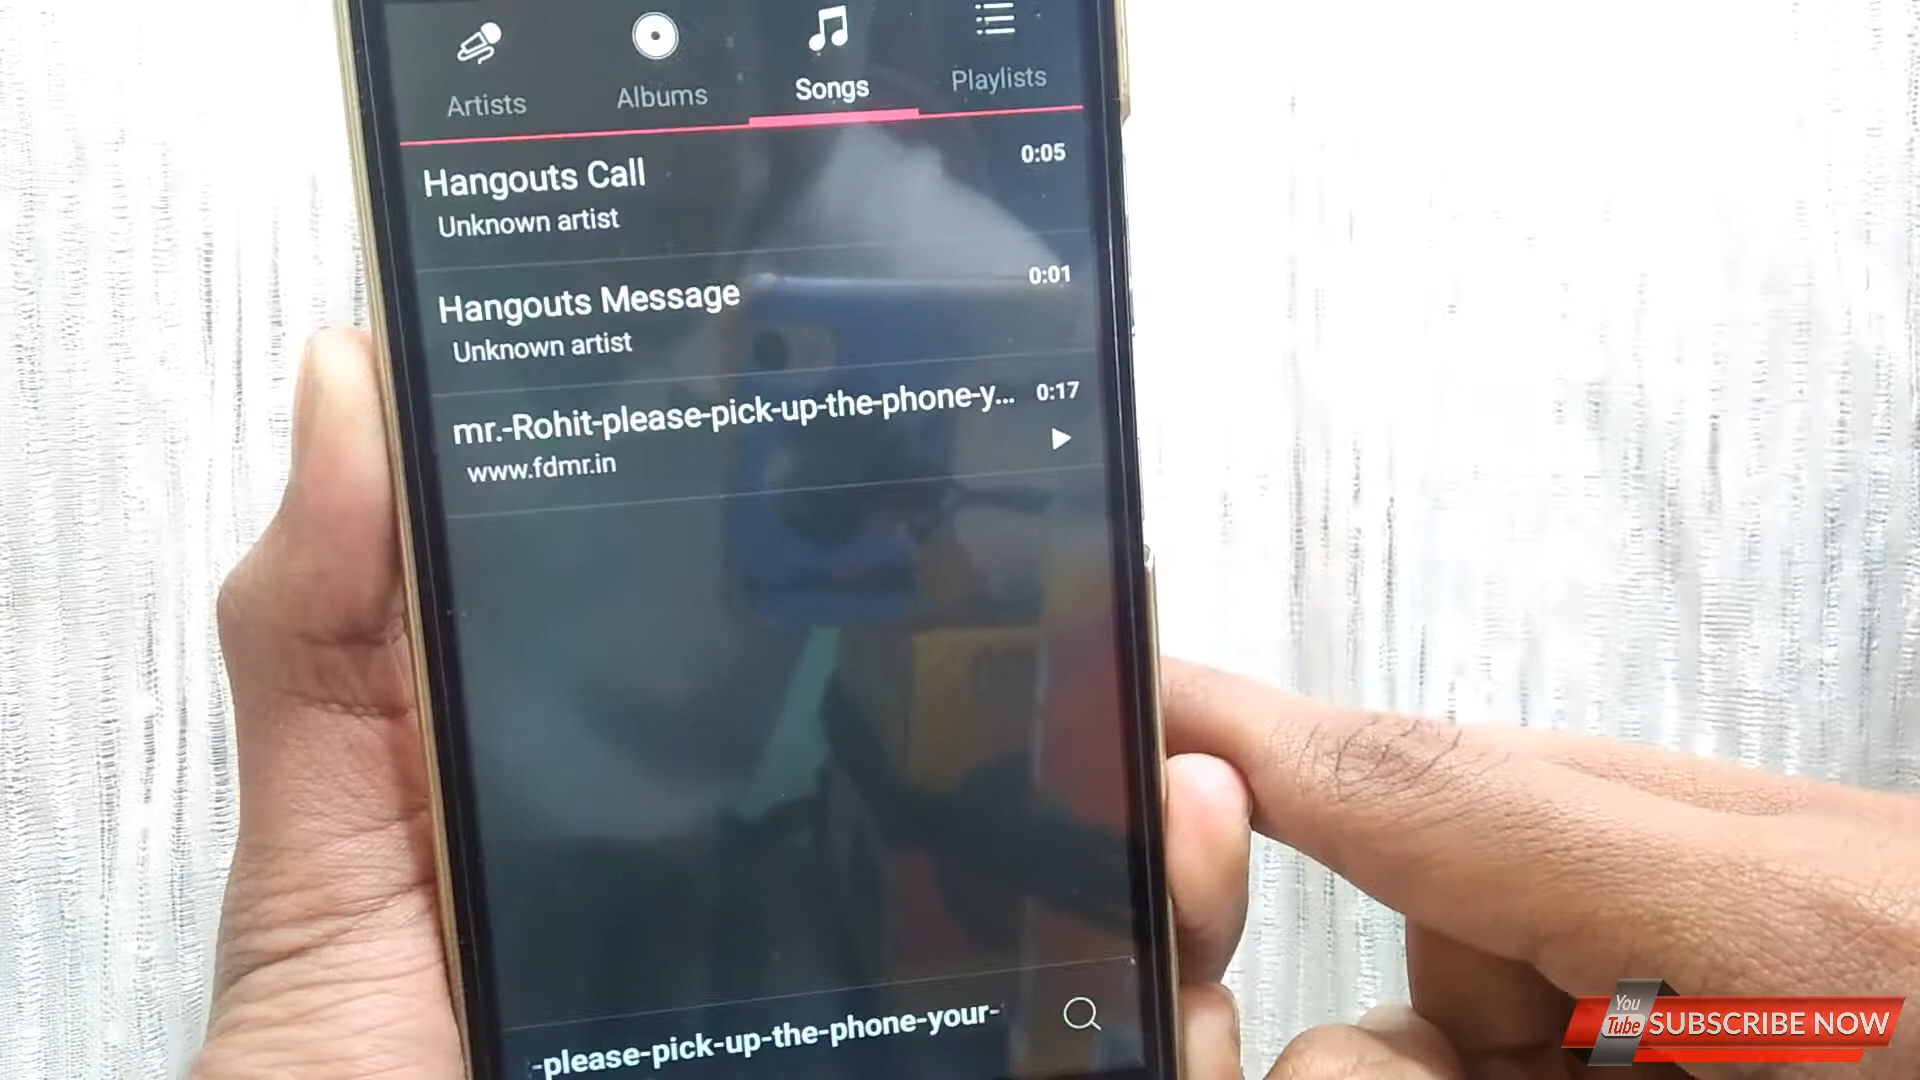 Artists
Albums
Songs
Playlists
Hangouts Call
0:05
Unknown artist
Hangouts Message
0:01
Unknown artist
mr.-Rohit-please-pick-up-the-phone-y...
0:17
www.fdmr.in
-please-pick-up-the-phone-your-
You
Tube
SUBSCRIBE NOW